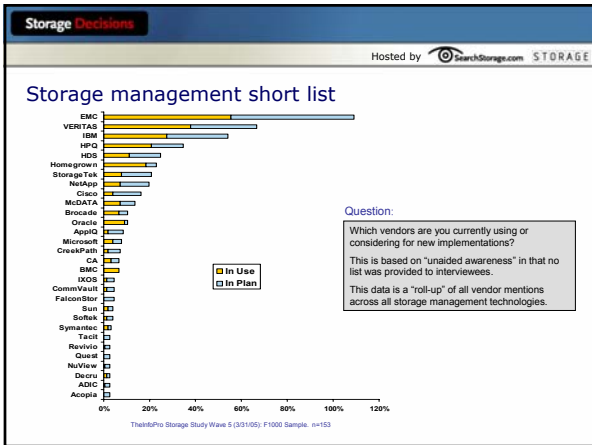 Storage Decisions
Hosted by SearchStorage.com STORAGE
Storage management short list
EMC
VERITAS
IBM
HPQ
HDS
Homegrown
StorageTek
NetApp
Cisco
McDATA
Brocade
Oracle
AppIQ
Microsoft
CreekPath
CA
BMC
IXOS
CommVault
FalconStor
Sun
Softek
Symantec
Tacit
Revivio
Quest
NuView
Decru
ADIC
Acopia
0% 20% 40% 60% 80% 100% 120%
In Use
In Plan
Question:
Which vendors are you currently using or
considering for new implementations?
This is based on “unaided awareness” in that no
list was provided to interviewees.
This data is a “roll-up” of all vendor mentions
across all storage management technologies.
TheInfoPro Storage Study Wave 5 (3/31/05): F1000 Sample. n=153